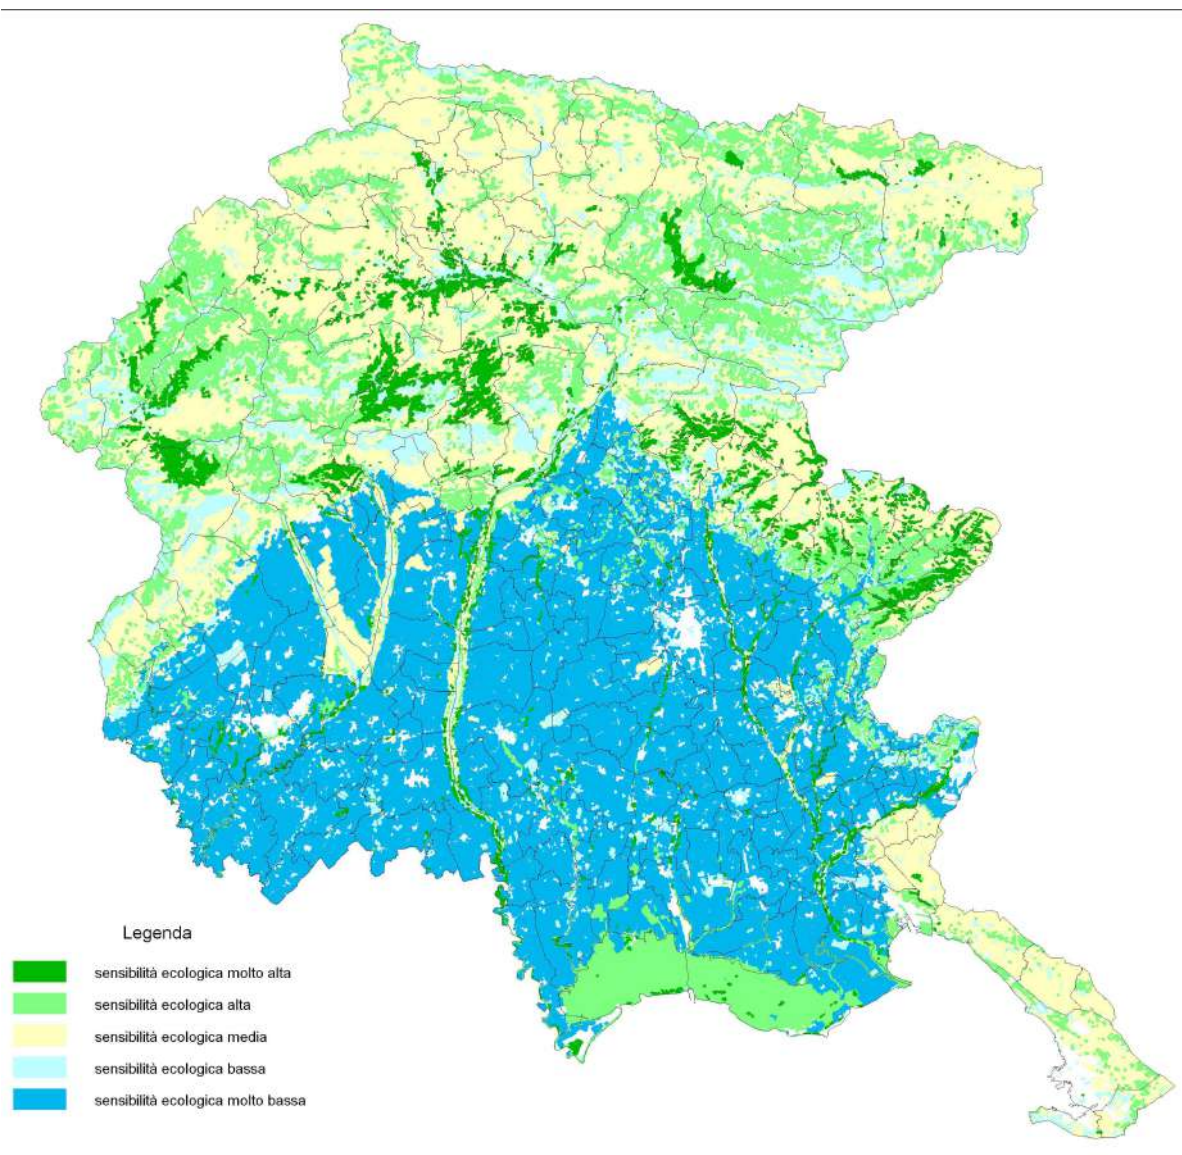 Legenda
sensibilità ecologica molto alta
sensibilità ecologica alta
sensibilità ecologica media
sensibilità ecologica bassa
sensibilità ecologica molto bassa